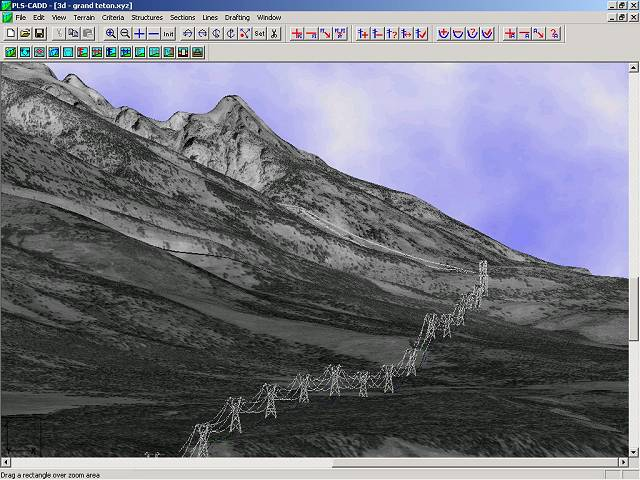 PLS-CADD - [3d - grand teton.xyz]
File Edit View Terrain Criteria Structures Sections Lines Drafting Window
Init Set
Drag a rectangle over zoom area